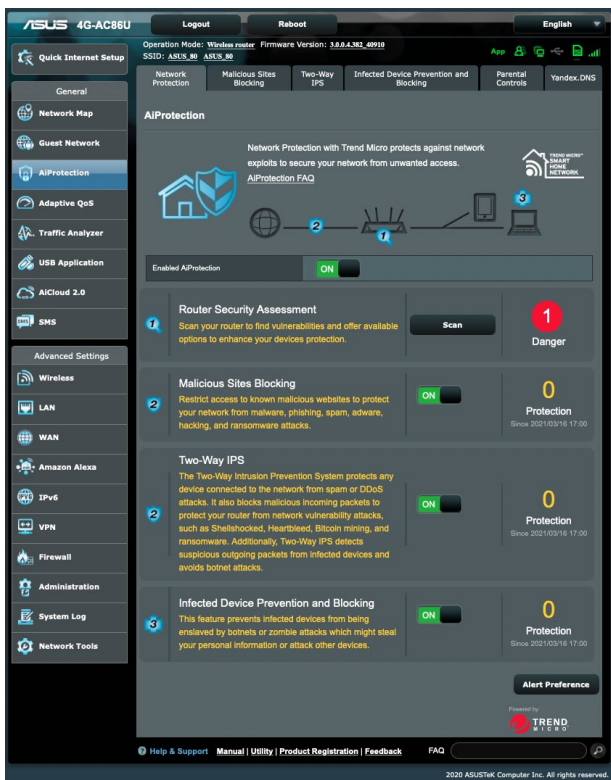 ASUS 4G-AC86U Logout Reboot English
Quick Internet Setup
Operation Mode: Wireless router Firmware Version: 3.0.0.4.382_40910
SSID: ASUS_80 ASUS_80
App
Network Protection
Malicious Sites Blocking
Two-Way IPS
Infected Device Prevention and Blocking
Parental Controls
Yandex.DNS
General
Network Map
Guest Network
AiProtection
Adaptive QoS
Traffic Analyzer
USB Application
AiCloud 2.0
SMS
SMS
Advanced Settings
Wireless
LAN
WAN
Amazon Alexa
IPv6
VPN
Firewall
Administration
System Log
Network Tools
AiProtection
Network Protection with Trend Micro protects against network
exploits to secure your network from unwanted access.
AiProtection FAQ
TREND MICRO™
SMART
HOME
NETWORK
2
1
3
Enabled AiProtection ON
1
Router Security Assessment
Scan your router to find vulnerabilities and offer available
options to enhance your devices protection.
Scan
1
Danger
2
Malicious Sites Blocking
Restrict access to known malicious websites to protect
your network from malware, phishing, spam, adware,
hacking, and ransomware attacks.
ON
0
Protection
Since 2021/03/16 17:00
2
Two-Way IPS
The Two-Way Intrusion Prevention System protects any
device connected to the network from spam or DDoS
attacks. It also blocks malicious incoming packets to
protect your router from network vulnerability attacks,
such as Shellshocked, Heartbleed, Bitcoin mining, and
ransomware. Additionally, Two-Way IPS detects
suspicious outgoing packets from infected devices and
avoids botnet attacks.
ON
0
Protection
Since 2021/03/16 17:00
3
Infected Device Prevention and Blocking
This feature prevents infected devices from being
enslaved by botnets or zombie attacks which might steal
your personal information or attack other devices.
ON
0
Protection
Since 2021/03/16 17:00
Alert Preference
Powered by
TREND
MICRO
Help & Support Manual | Utility | Product Registration | Feedback FAQ
2020 ASUSTeK Computer Inc. All rights reserved.